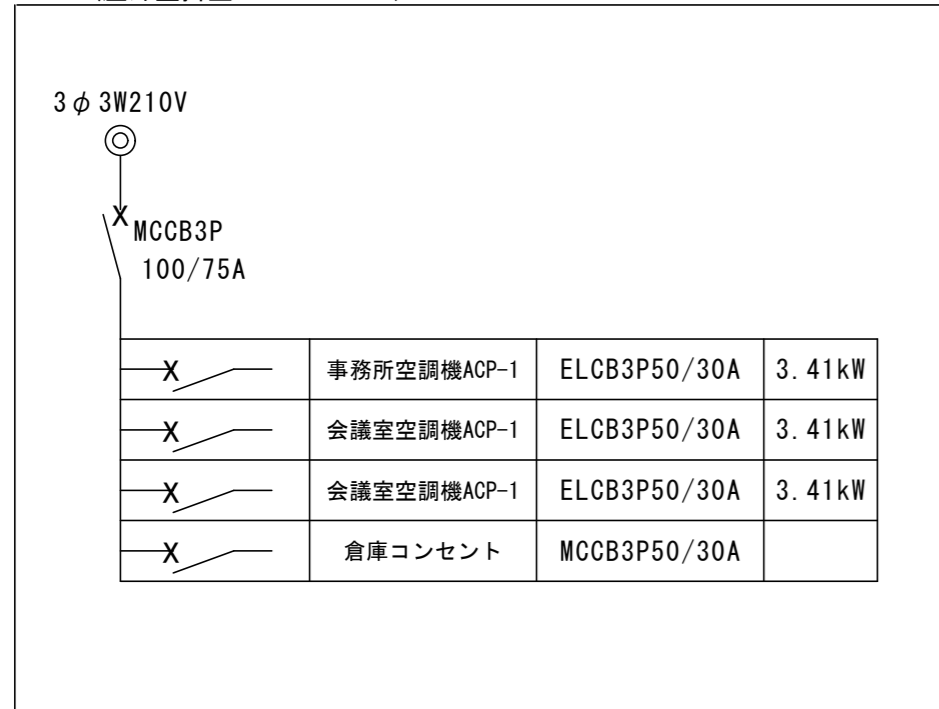 3φ3W210V
MCCB3P
100/75A
事務所空調機ACP-1 ELCB3P50/30A 3.41kW
会議室空調機ACP-1 ELCB3P50/30A 3.41kW
会議室空調機ACP-1 ELCB3P50/30A 3.41kW
倉庫コンセント MCCB3P50/30A